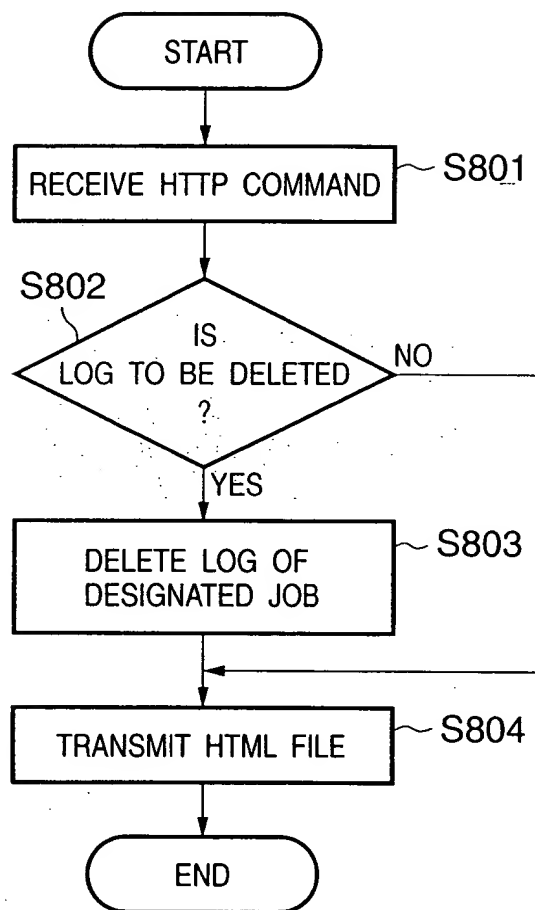 START
RECEIVE HTTP COMMAND
S801
S802
IS
LOG TO BE DELETED
?
NO
YES
DELETE LOG OF
DESIGNATED JOB
S803
TRANSMIT HTML FILE
S804
END